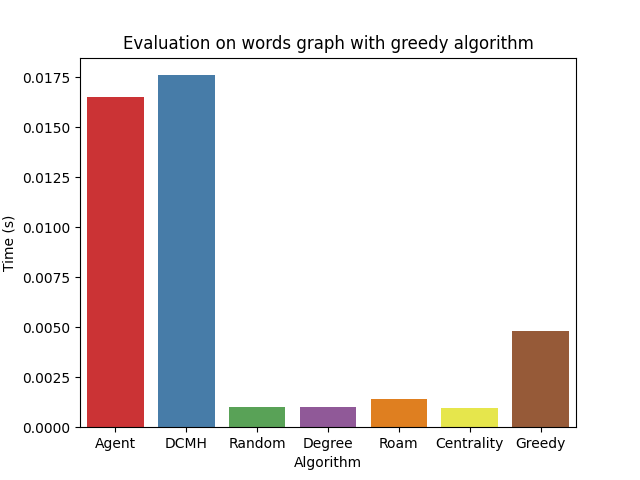 Evaluation on words graph with greedy algorithm
Time (s)
0.0175
0.0150
0.0125
0.0100
0.0075
0.0050
0.0025
0.0000
Agent DCMH Random Degree Roam Centrality Greedy
Algorithm